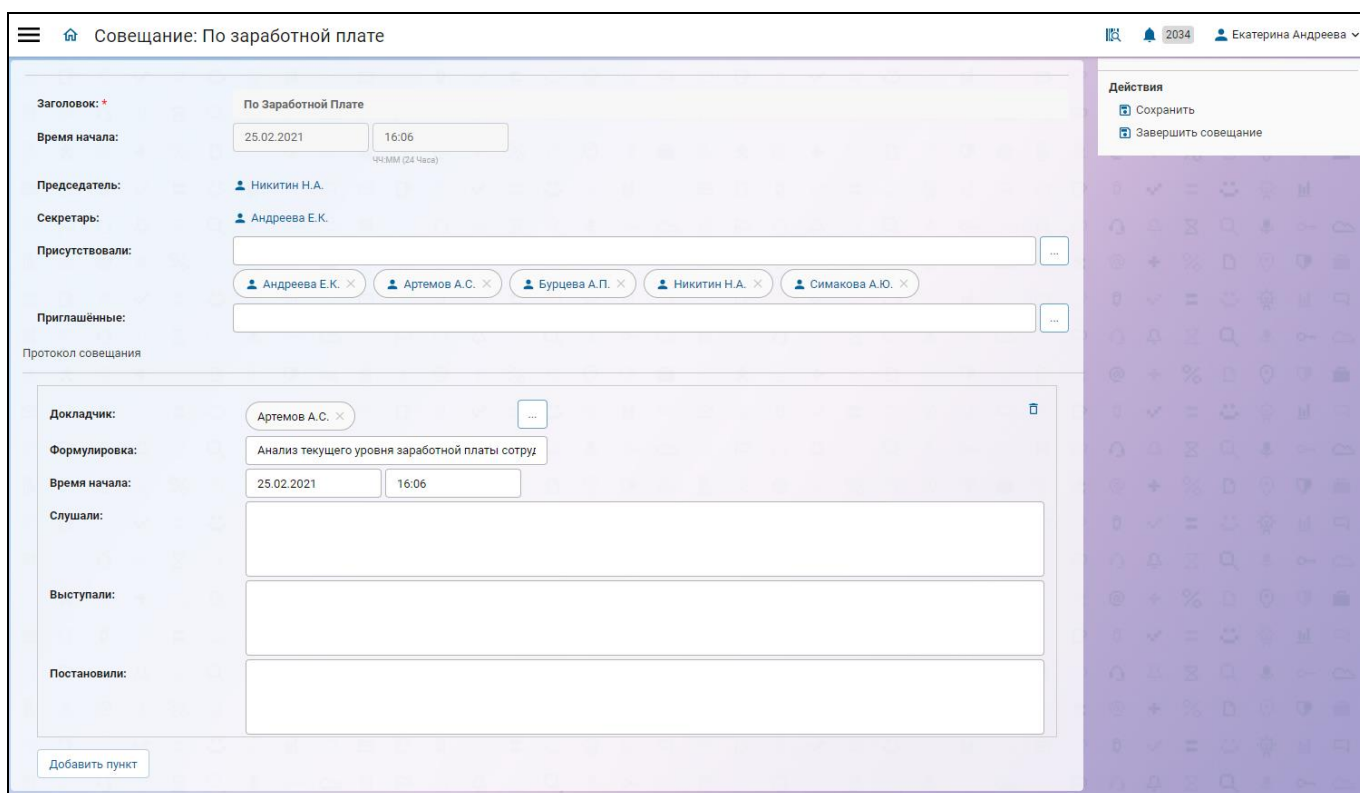 Совещание: По заработной плате
2034
Екатерина Андреева
Действия
Сохранить
Завершить совещание
Заголовок: *
По Заработной Плате
Время начала:
25.02.2021
16:06
ЧЧ:ММ (24 Часа)
Председатель:
Никитин Н.А.
Секретарь:
Андреева Е.К.
Присутствовали:
...
Андреева Е.К.
Артемов А.С.
Бурцева А.П.
Никитин Н.А.
Симакова А.Ю.
Приглашённые:
...
Протокол совещания
Докладчик:
Артемов А.С.
...
Формулировка:
Анализ текущего уровня заработной платы сотруд
Время начала:
25.02.2021
16:06
Слушали:
Выступали:
Постановили:
Добавить пункт